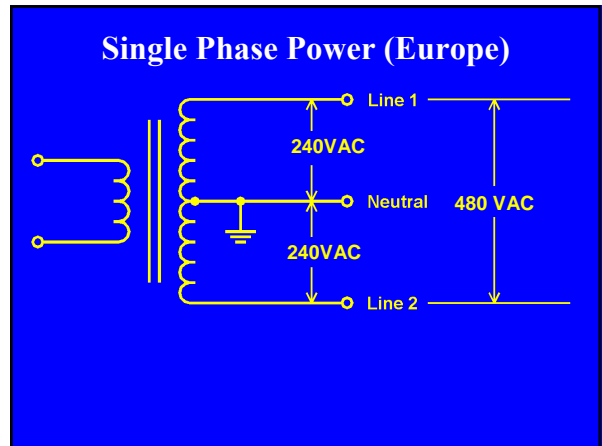 Single Phase Power (Europe)
Line 1
240VAC
Neutral
480 VAC
240VAC
Line 2